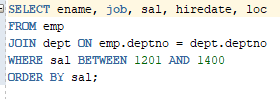 SELECT ename, job, sal, hiredate, loc
FROM emp
JOIN dept ON emp.deptno = dept.deptno
WHERE sal BETWEEN 1201 AND 1400
ORDER BY sal;